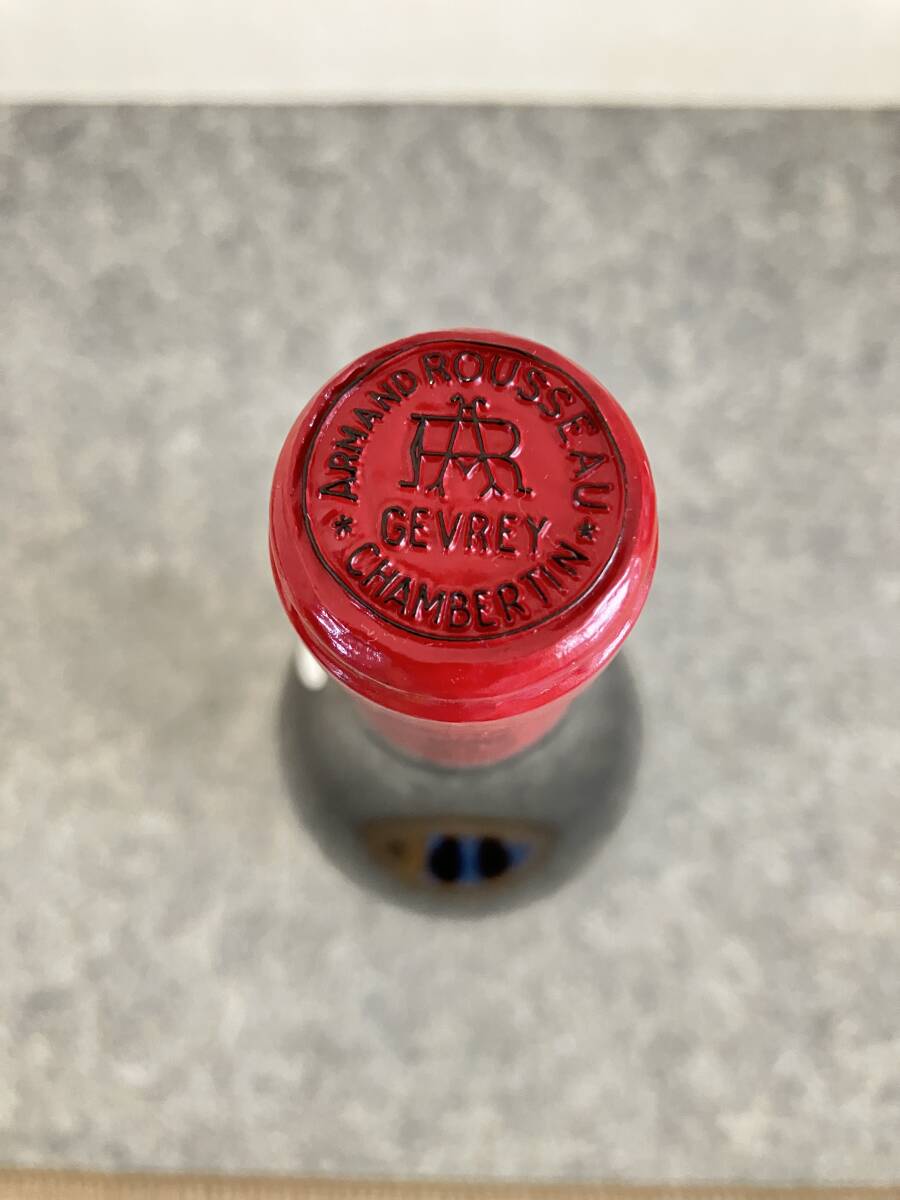 ARMAND ROUSSEAU
AR
GEVREY
* CHAMBERTIN *